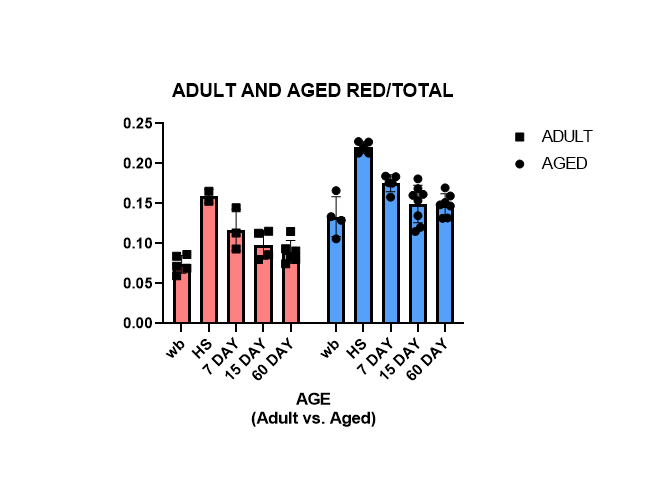 ADULT AND AGED RED/TOTAL
0.25
0.20
0.15
0.10
0.05
0.00
wb
HS
7 DAY
15 DAY
60 DAY
wb
HS
7 DAY
15 DAY
60 DAY
AGE
(Adult vs. Aged)
ADULT
AGED